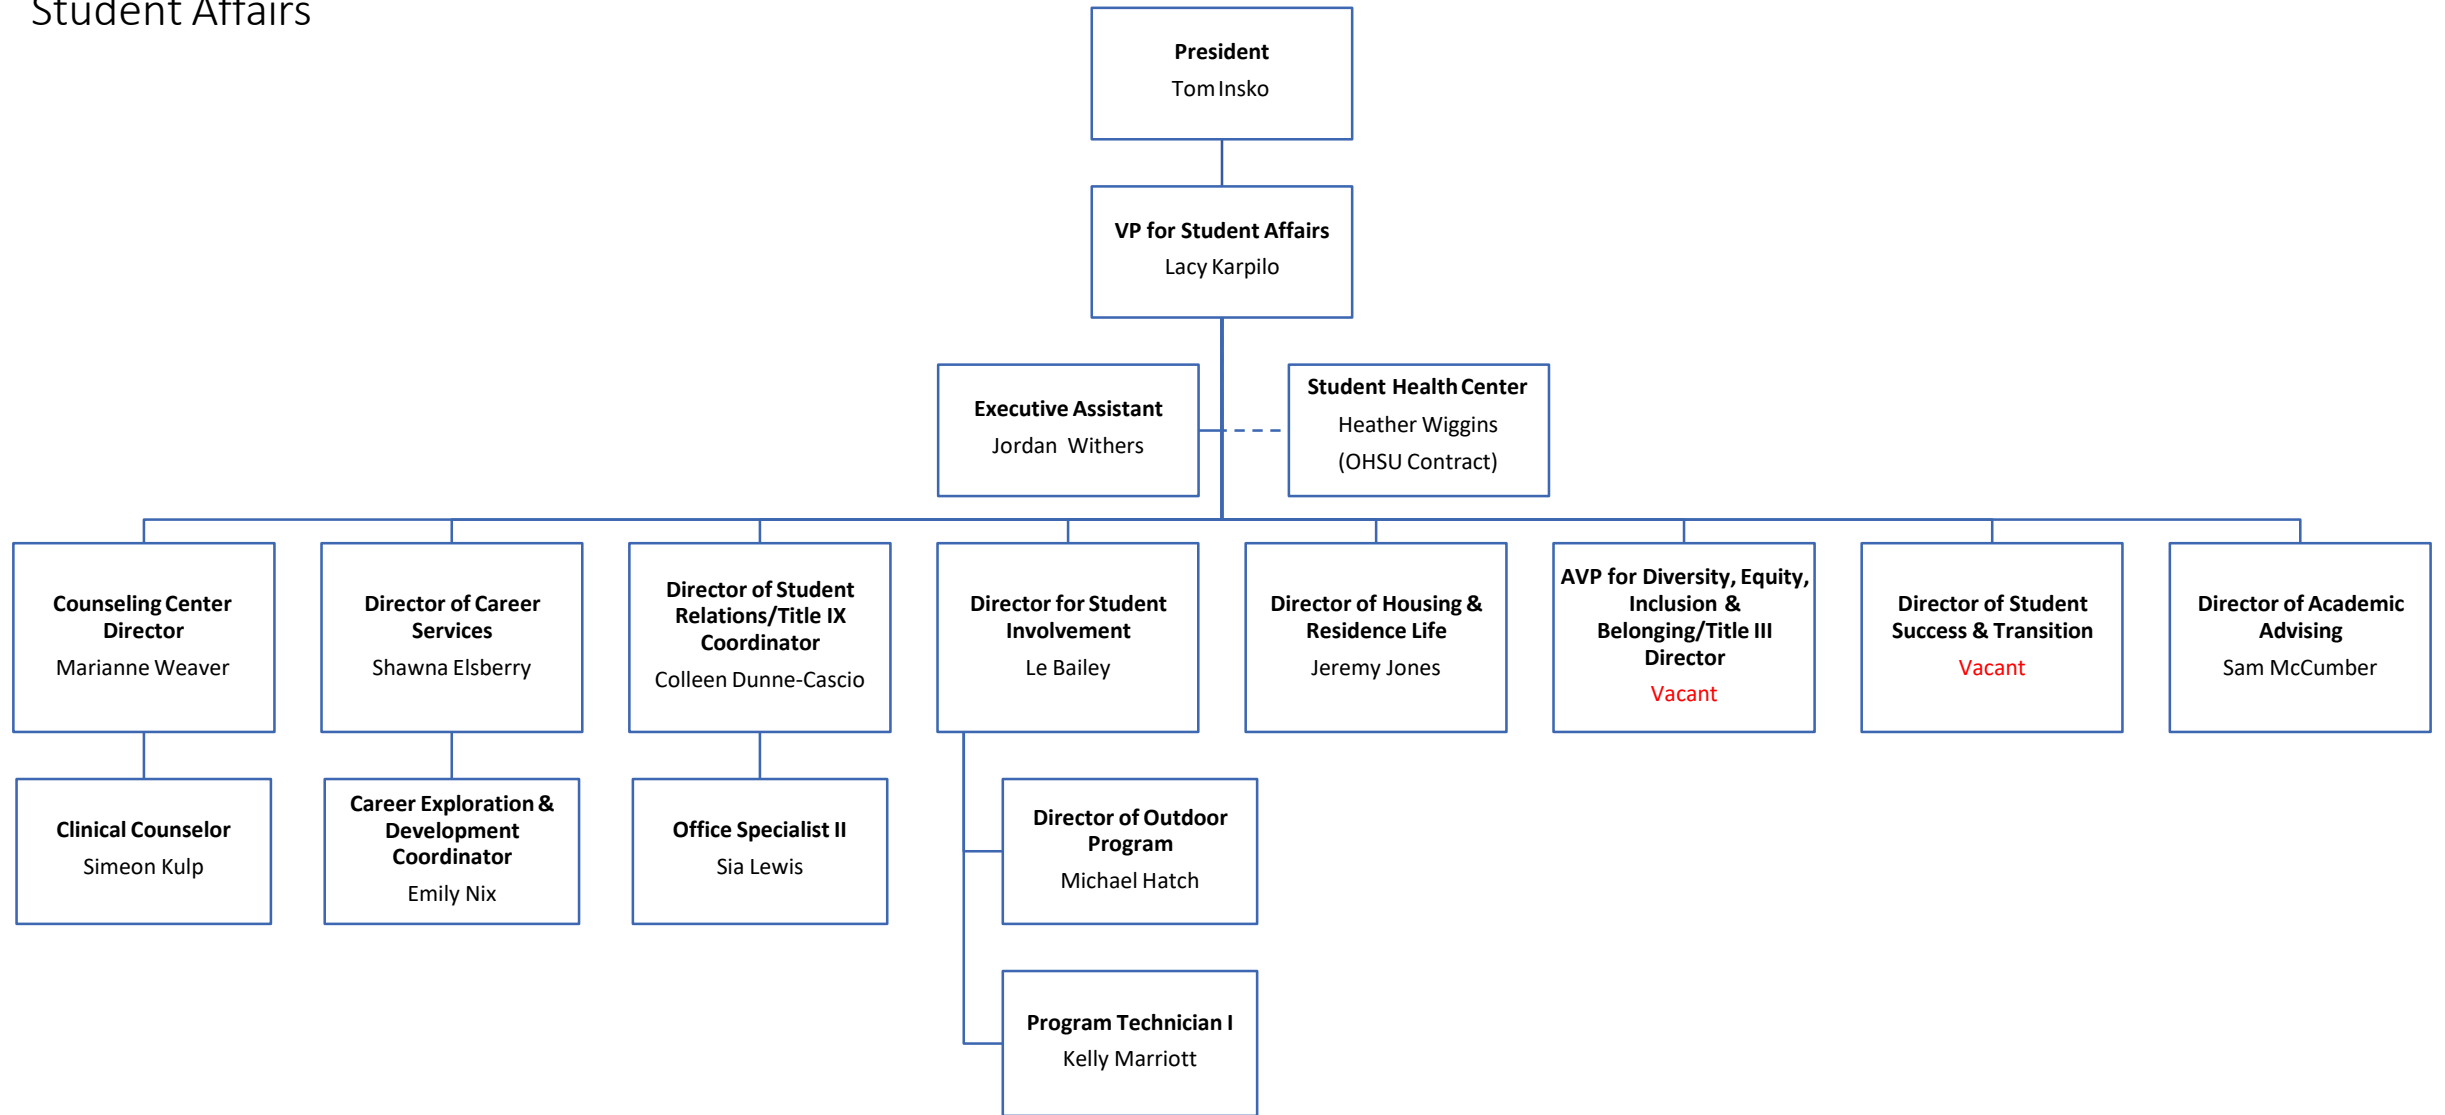 Student Affairs
President
Tom Insko
VP for Student Affairs
Lacy Karpilo
Executive Assistant
Jordan Withers
Student Health Center
Heather Wiggins
(OHSU Contract)
Counseling Center
Director
Marianne Weaver
Director of Career
Services
Shawna Elsberry
Director of Student
Relations/Title IX
Coordinator
Colleen Dunne-Cascio
Director for Student
Involvement
Le Bailey
Director of Housing &
Residence Life
Jeremy Jones
AVP for Diversity, Equity,
Inclusion &
Belonging/Title III
Director
Vacant
Director of Student
Success & Transition
Vacant
Director of Academic
Advising
Sam McCumber
Clinical Counselor
Simeon Kulp
Career Exploration &
Development
Coordinator
Emily Nix
Office Specialist II
Sia Lewis
Director of Outdoor
Program
Michael Hatch
Program Technician I
Kelly Marriott